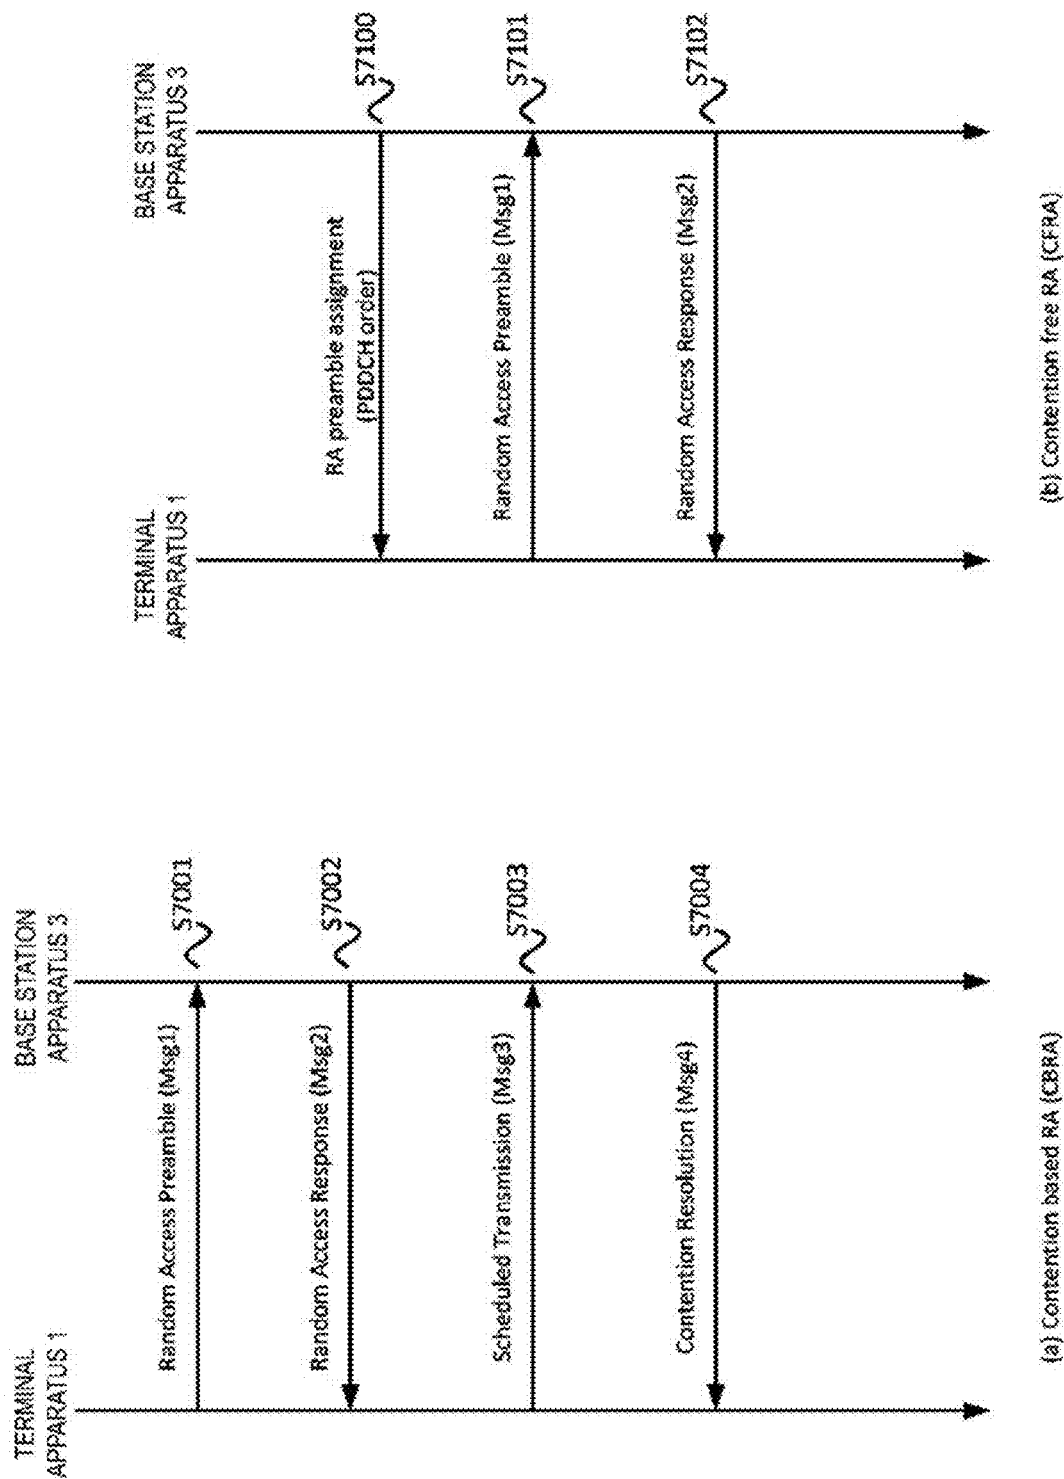 TERMINAL
APPARATUS 1
BASE STATION
APPARATUS 3
Random Access Preamble (Msg1)
S7001
Random Access Response (Msg2)
S7002
Scheduled Transmission (Msg3)
S7003
Contention Resolution (Msg4)
S7004
(a) Contention based RA (CBRA)
TERMINAL
APPARATUS 1
BASE STATION
APPARATUS 3
RA preamble assignment
(PDDCH order)
S7100
Random Access Preamble (Msg1)
S7101
Random Access Response (Msg2)
S7102
(b) Contention free RA (CFRA)